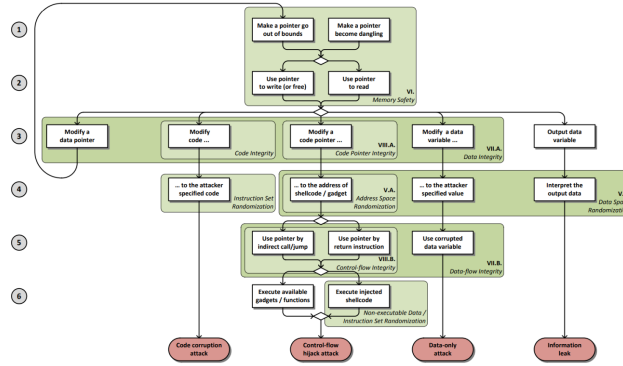 1
Make a pointer go
out of bounds
Make a pointer
become dangling
2
Use pointer
to write (or free)
Use pointer
to read
VI.
Memory Safety
3
Modify a
data pointer
Modify
code ...
Code Integrity
Modify a
code pointer ...
VIII.A.
Code Pointer Integrity
Modify a data
variable ...
VII.A.
Data Integrity
Output data
variable
4
... to the attacker
specified code
Instruction Set
Randomization
... to the address of
shellcode / gadget
V.A.
Address Space
Randomization
... to the attacker
specified value
Interpret the
output data
Data Space
Randomization
5
Use pointer by
indirect call/jump
Use pointer by
return instruction
VIII.B.
Control-flow Integrity
Use corrupted
data variable
VII.B.
Data-flow Integrity
6
Execute available
gadgets / functions
Execute injected
shellcode
Non-executable Data /
Instruction Set Randomization
Code corruption
attack
Control-flow
hijack attack
Data-only
attack
Information
leak